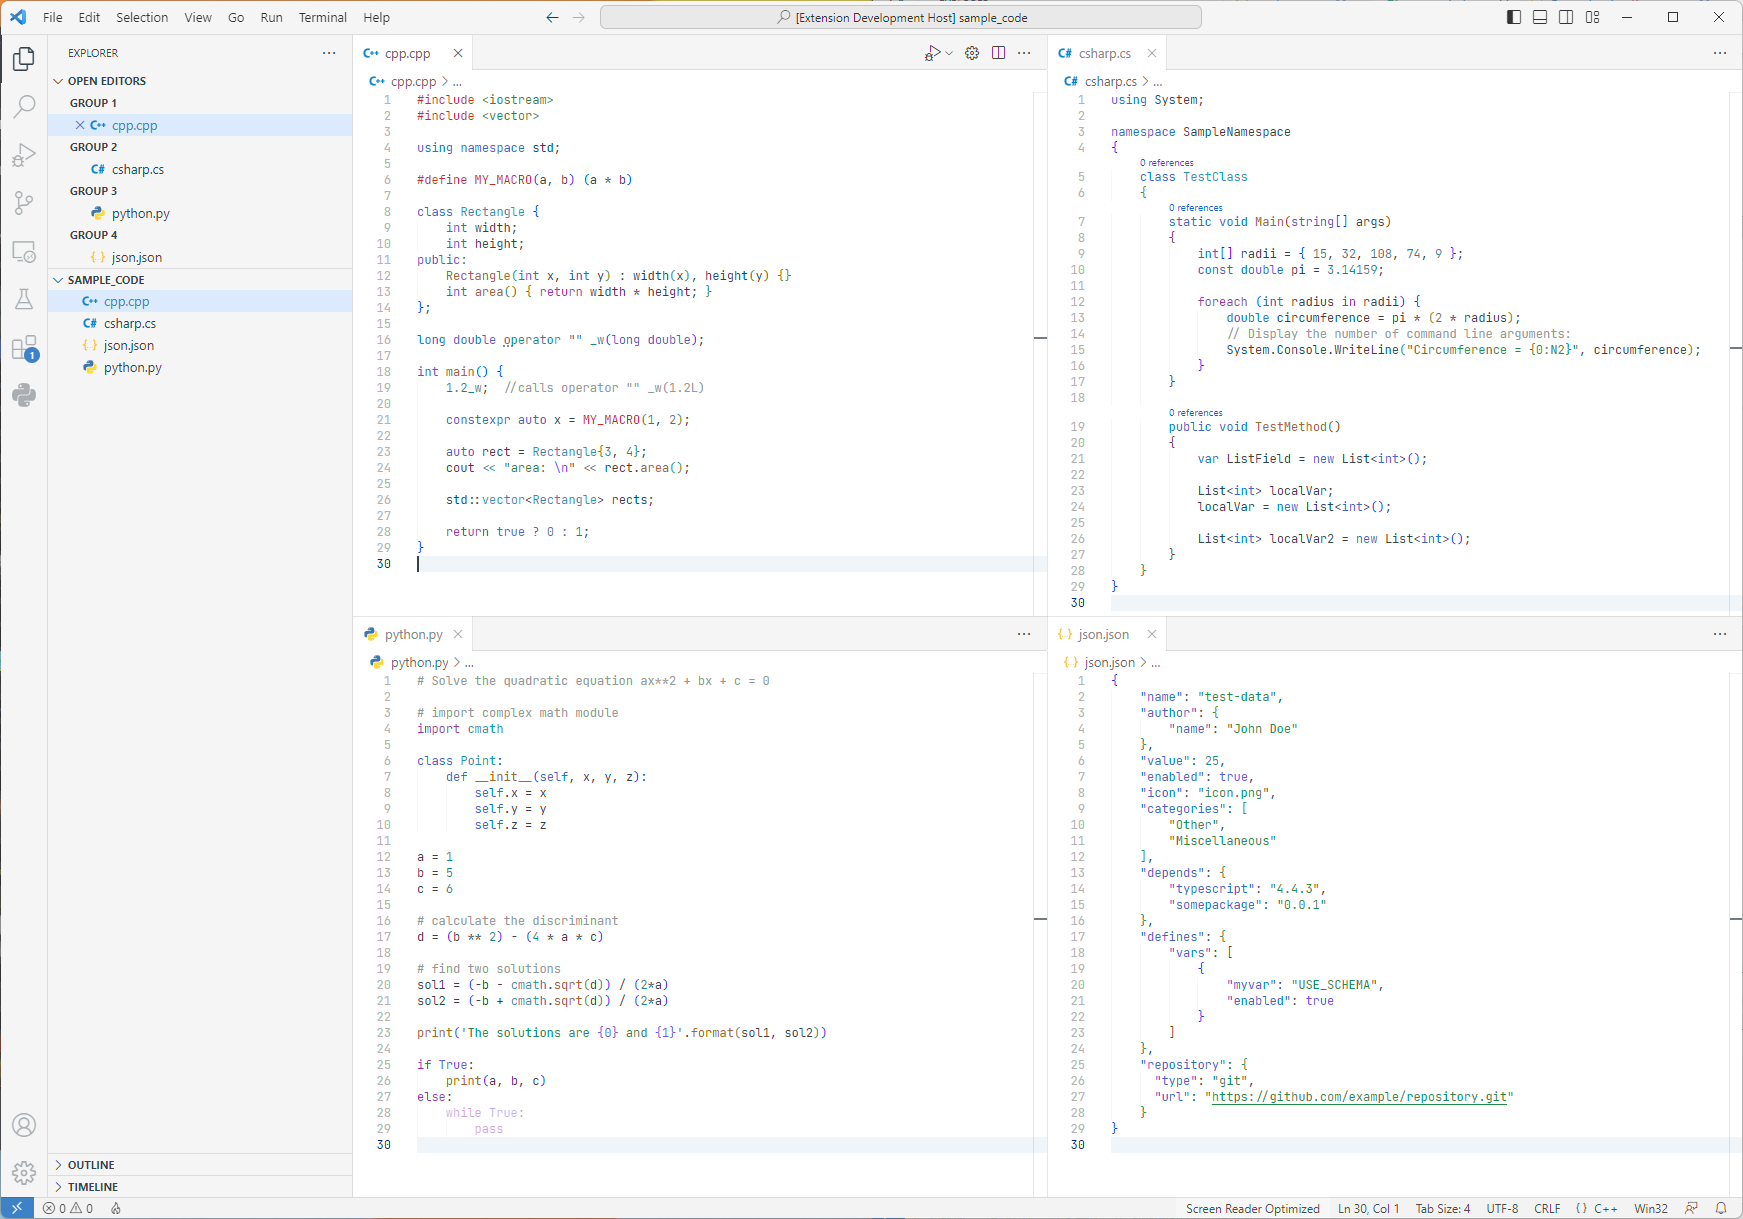 File Edit Selection View Go Run Terminal Help
[Extension Development Host] sample_code
EXPLORER
OPEN EDITORS
GROUP 1
cpp.cpp
GROUP 2
C# csharp.cs
GROUP 3
python.py
GROUP 4
{} json.json
SAMPLE_CODE
cpp.cpp
C# csharp.cs
{} json.json
python.py
1
OUTLINE
TIMELINE
C++ cpp.cpp
C++ cpp.cpp > ...
1 #include <iostream>
2 #include <vector>
3
4 using namespace std;
5
6 #define MY_MACRO(a, b) (a * b)
7
8 class Rectangle {
9     int width;
10     int height;
11 public:
12     Rectangle(int x, int y) : width(x), height(y) {}
13     int area() { return width * height; }
14 };
15
16 long double operator "" _w(long double);
17
18 int main() {
19     1.2_w;  //calls operator "" _w(1.2L)
20
21     constexpr auto x = MY_MACRO(1, 2);
22
23     auto rect = Rectangle{3, 4};
24     cout << "area: \n" << rect.area();
25
26     std::vector<Rectangle> rects;
27
28     return true ? 0 : 1;
29 }
30
C# csharp.cs
C# csharp.cs > ...
1 using System;
2
3 namespace SampleNamespace
4 {
0 references
5     class TestClass
6     {
0 references
7         static void Main(string[] args)
8         {
9             int[] radii = { 15, 32, 108, 74, 9 };
10             const double pi = 3.14159;
11
12             foreach (int radius in radii) {
13                 double circumference = pi * (2 * radius);
14                 // Display the number of command line arguments:
15                 System.Console.WriteLine("Circumference = {0:N2}", circumference);
16             }
17         }
18
0 references
19         public void TestMethod()
20         {
21             var ListField = new List<int>();
22
23             List<int> localVar;
24             localVar = new List<int>();
25
26             List<int> localVar2 = new List<int>();
27         }
28     }
29 }
30
python.py
python.py > ...
1 # Solve the quadratic equation ax**2 + bx + c = 0
2
3 # import complex math module
4 import cmath
5
6 class Point:
7     def __init__(self, x, y, z):
8         self.x = x
9         self.y = y
10         self.z = z
11
12 a = 1
13 b = 5
14 c = 6
15
16 # calculate the discriminant
17 d = (b ** 2) - (4 * a * c)
18
19 # find two solutions
20 sol1 = (-b - cmath.sqrt(d)) / (2*a)
21 sol2 = (-b + cmath.sqrt(d)) / (2*a)
22
23 print('The solutions are {0} and {1}'.format(sol1, sol2))
24
25 if True:
26     print(a, b, c)
27 else:
28     while True:
29         pass
30
{} json.json
{} json.json > ...
1 {
2     "name": "test-data",
3     "author": {
4         "name": "John Doe"
5     },
6     "value": 25,
7     "enabled": true,
8     "icon": "icon.png",
9     "categories": [
10         "Other",
11         "Miscellaneous"
12     ],
13     "depends": {
14         "typescript": "4.4.3",
15         "somepackage": "0.0.1"
16     },
17     "defines": {
18         "vars": [
19             {
20                 "myvar": "USE_SCHEMA",
21                 "enabled": true
22             }
23         ]
24     },
25     "repository": {
26       "type": "git",
27       "url": "https://github.com/example/repository.git"
28     }
29 }
30
0 0
Screen Reader Optimized Ln 30, Col 1 Tab Size: 4 UTF-8 CRLF {} C++ Win32